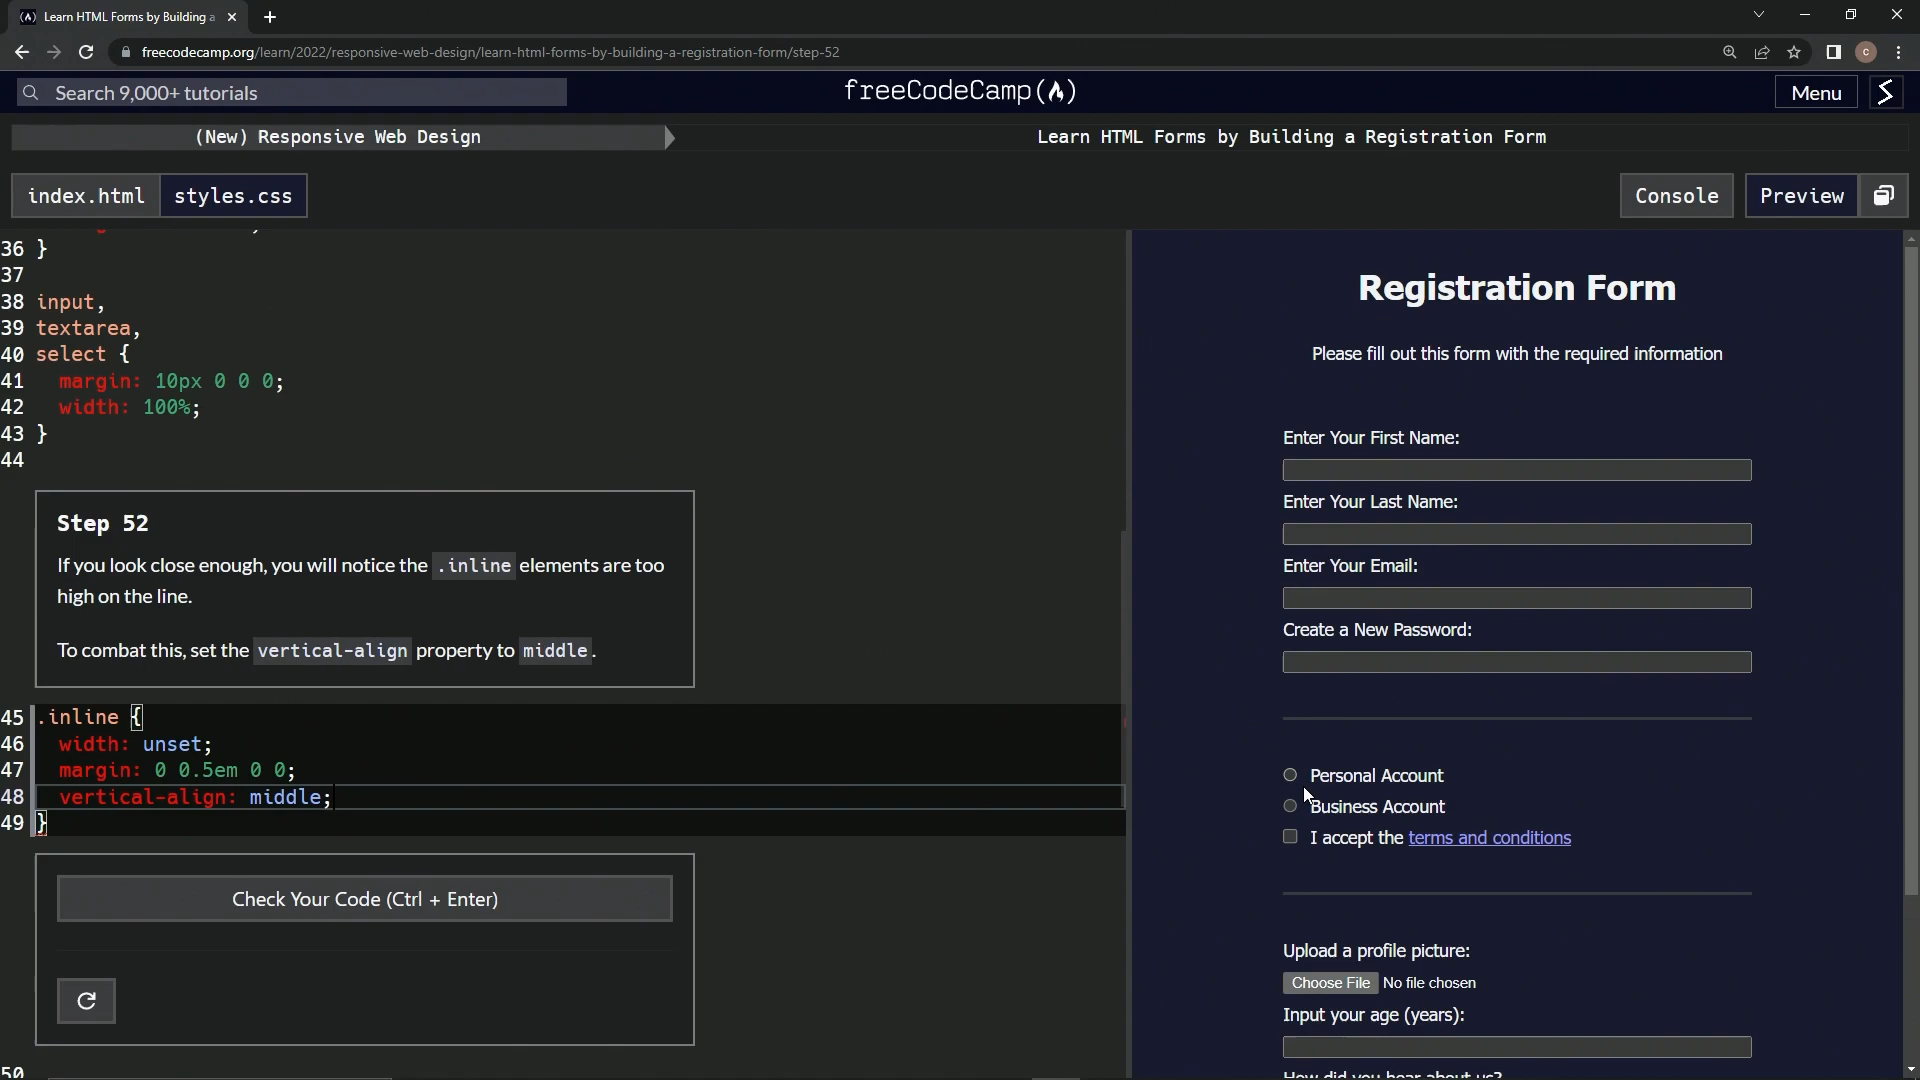 Learn HTML Forms by Building a
freecodecamp.org/learn/2022/responsive-web-design/learn-html-forms-by-building-a-registration-form/step-52
C
Search 9,000+ tutorials
freeCodeCamp(
Menu
(New) Responsive Web Design
Learn HTML Forms by Building a Registration Form
index.html
styles.css
Console
Preview
36 }
37
38 input,
39 textarea,
40 select {
41 margin: 10px 0 0 0;
42 width: 100%;
43 }
44
Step 52
If you look close enough, you will notice the .inline elements are too
high on the line.
To combat this, set the vertical-align property to middle.
45 .inline {
46 width: unset;
47 margin: 0 0.5em 0 0;
48 vertical-align: middle;
49 }
Check Your Code (Ctrl + Enter)
50
Registration Form
Please fill out this form with the required information
Enter Your First Name:
Enter Your Last Name:
Enter Your Email:
Create a New Password:
Personal Account
Business Account
I accept the terms and conditions
Upload a profile picture:
Choose File No file chosen
Input your age (years):
How did you hear about us?